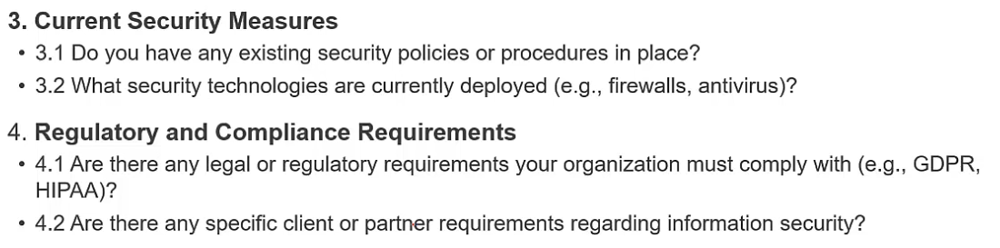 3. Current Security Measures
• 3.1 Do you have any existing security policies or procedures in place?
• 3.2 What security technologies are currently deployed (e.g., firewalls, antivirus)?
4. Regulatory and Compliance Requirements
• 4.1 Are there any legal or regulatory requirements your organization must comply with (e.g., GDPR,
HIPAA)?
• 4.2 Are there any specific client or partner requirements regarding information security?